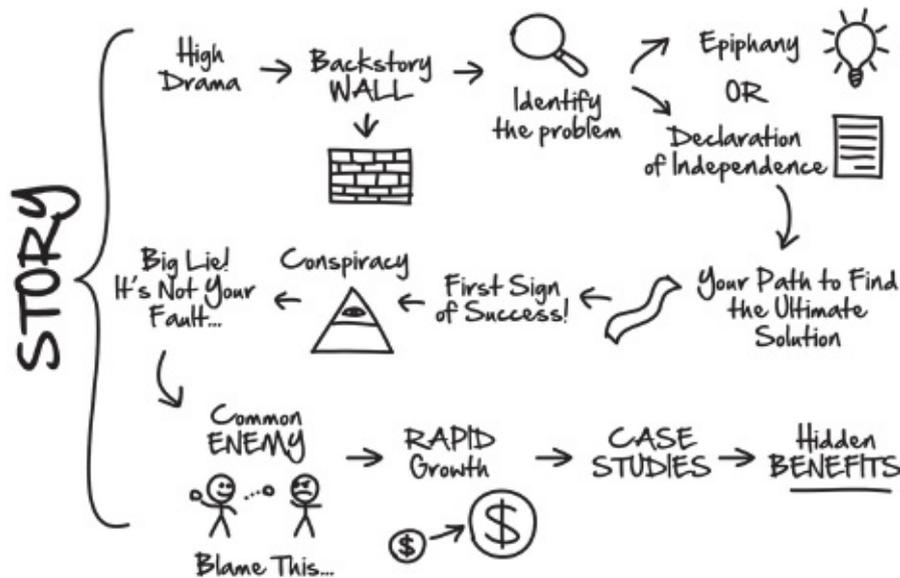 STORY
High
Drama
Backstory
WALL
Identify
the problem
Epiphany
OR
Declaration
of Independence
Your Path to Find
the Ultimate
Solution
First Sign
of Success!
Conspiracy
Big Lie!
It's Not Your
Fault...
Common
ENEMY
Blame This...
RAPID
Growth
$
$
CASE
STUDIES
Hidden
BENEFITS